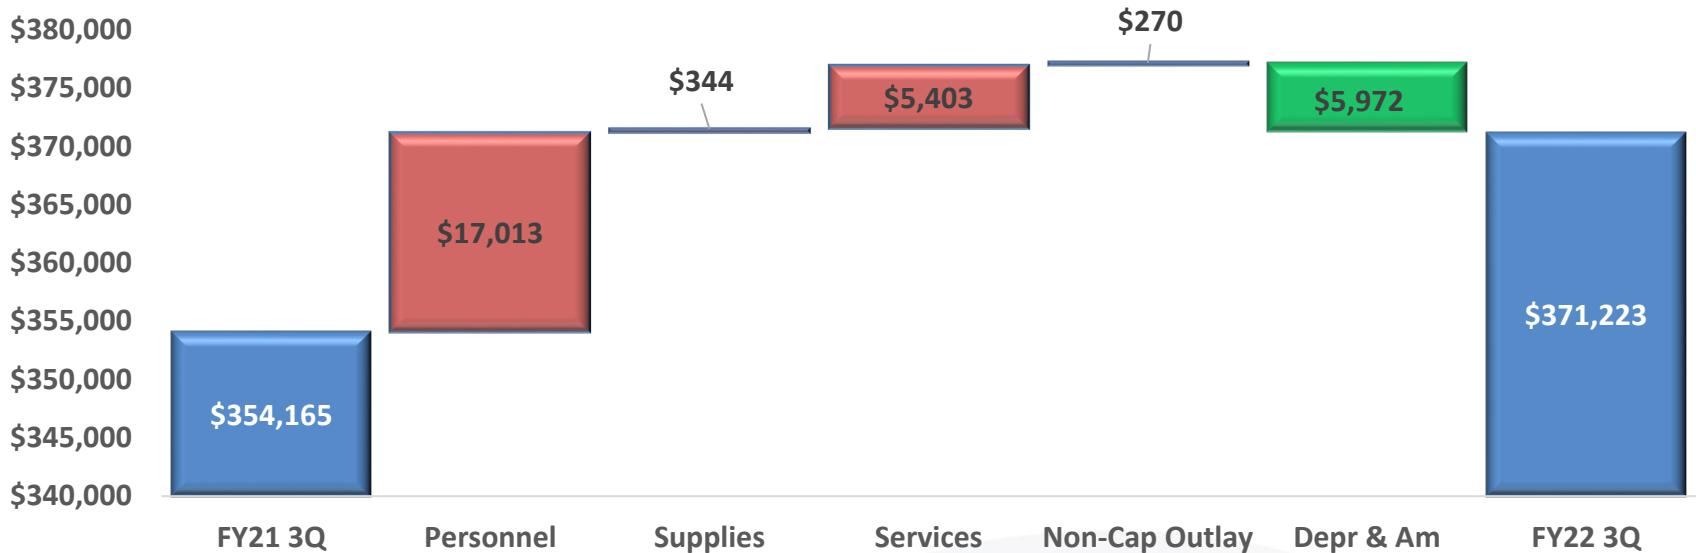 $380,000
$375,000
$370,000
$365,000
$360,000
$355,000
$350,000
$345,000
$340,000
$354,165
$17,013
$344
$5,403
$270
$5,972
$371,223
FY21 3Q
Personnel
Supplies
Services
Non-Cap Outlay
Depr & Am
FY22 3Q